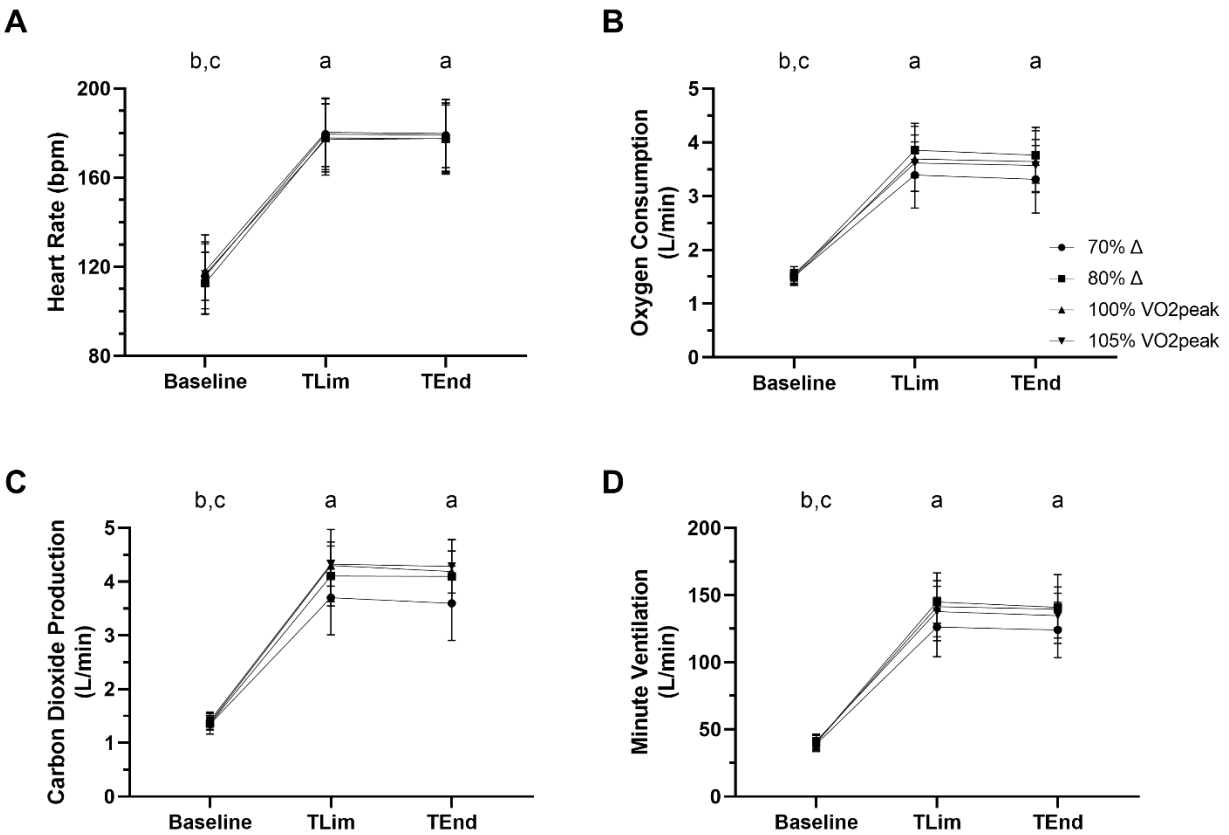 A
b,c a a
Heart Rate (bpm)
200
160
120
80
Baseline TLim TEnd
B
b,c a a
Oxygen Consumption
(L/min)
5
4
3
2
1
0
Baseline TLim TEnd
70% Δ
80% Δ
100% VO2peak
105% VO2peak
C
b,c a a
Carbon Dioxide Production
(L/min)
5
4
3
2
1
0
Baseline TLim TEnd
D
b,c a a
Minute Ventilation
(L/min)
200
150
100
50
0
Baseline TLim TEnd